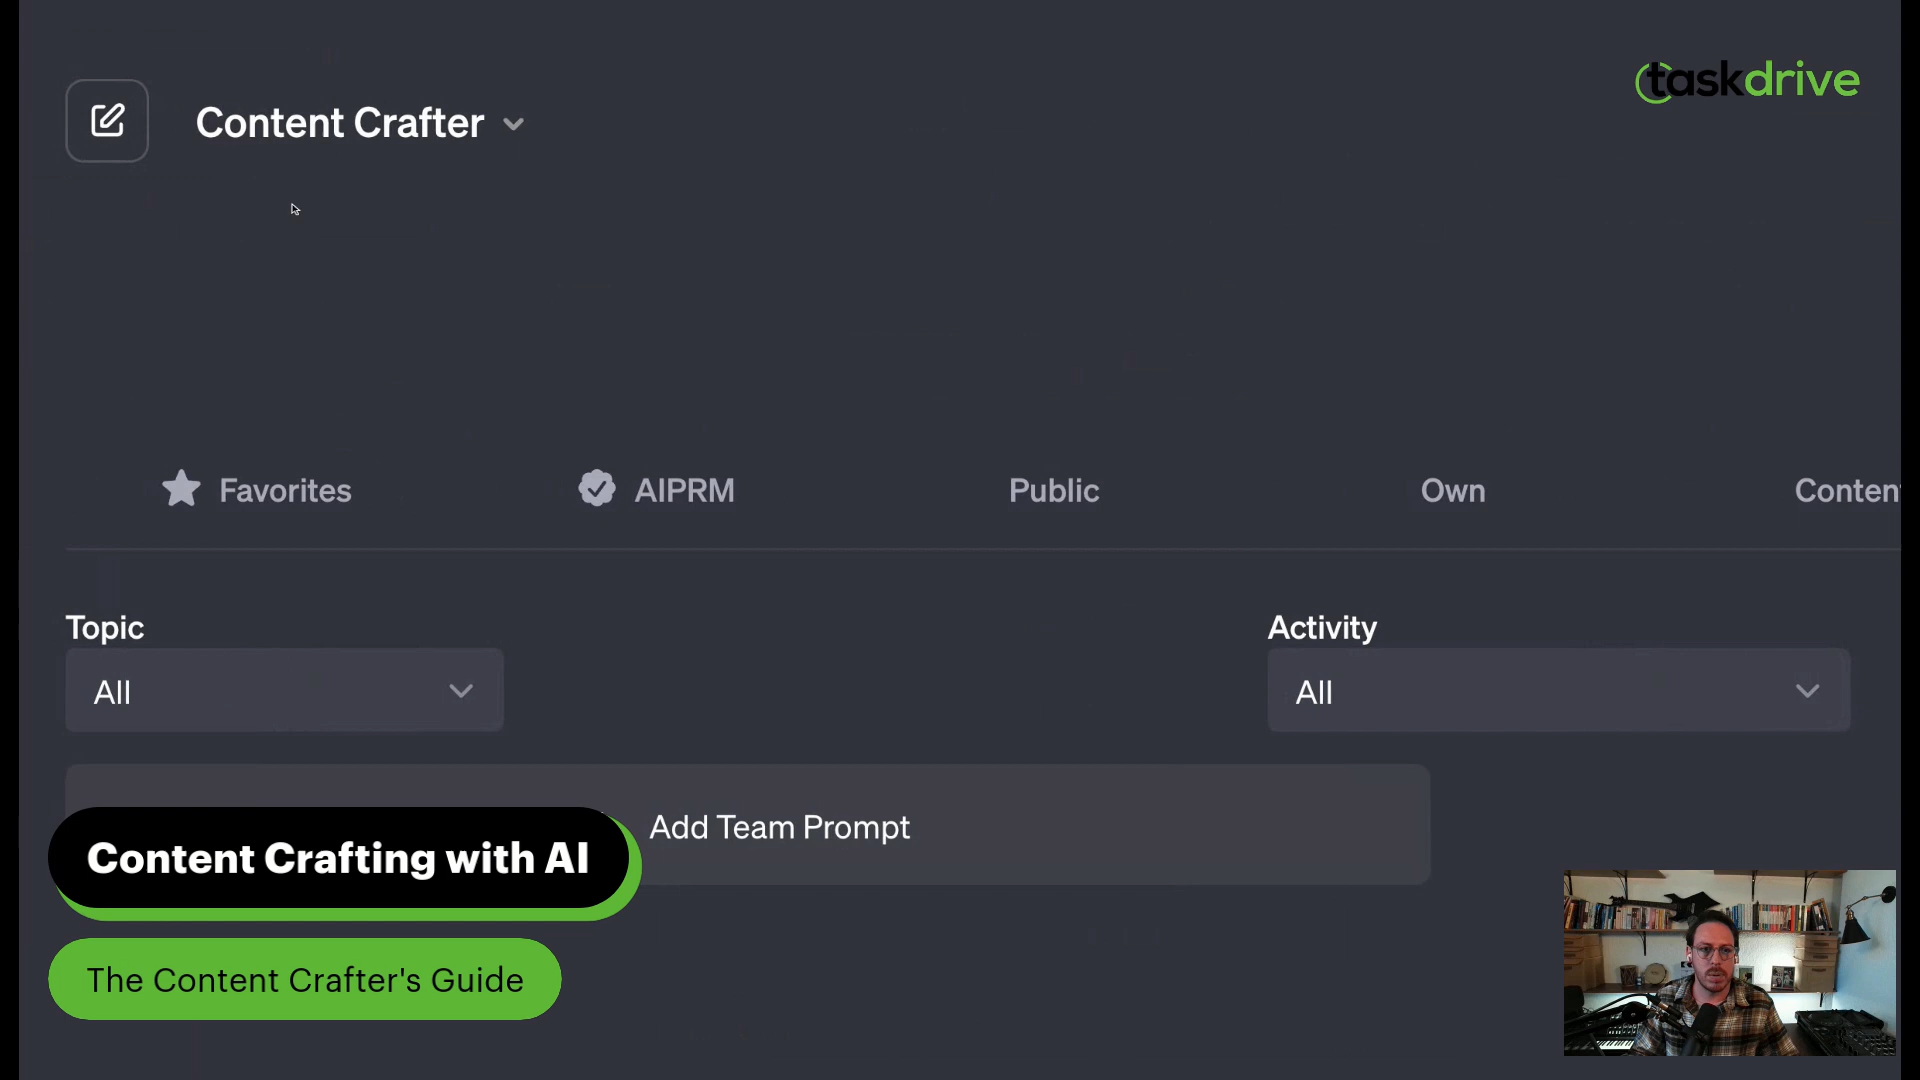 Content Crafter
taskdrive
Favorites
AIPRM
Public
Own
Conten
Topic
Activity
All
All
Add Team Prompt
Content Crafting with AI
The Content Crafter's Guide